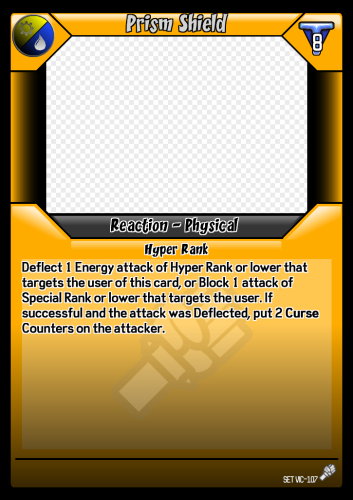 Prism Shield
8
Reaction - Physical
Hyper Rank
Deflect 1 Energy attack of Hyper Rank or lower that
targets the user of this card, or Block 1 attack of
Special Rank or lower that targets the user. If
successful and the attack was Deflected, put 2 Curse
Counters on the attacker.
SET VIC-107